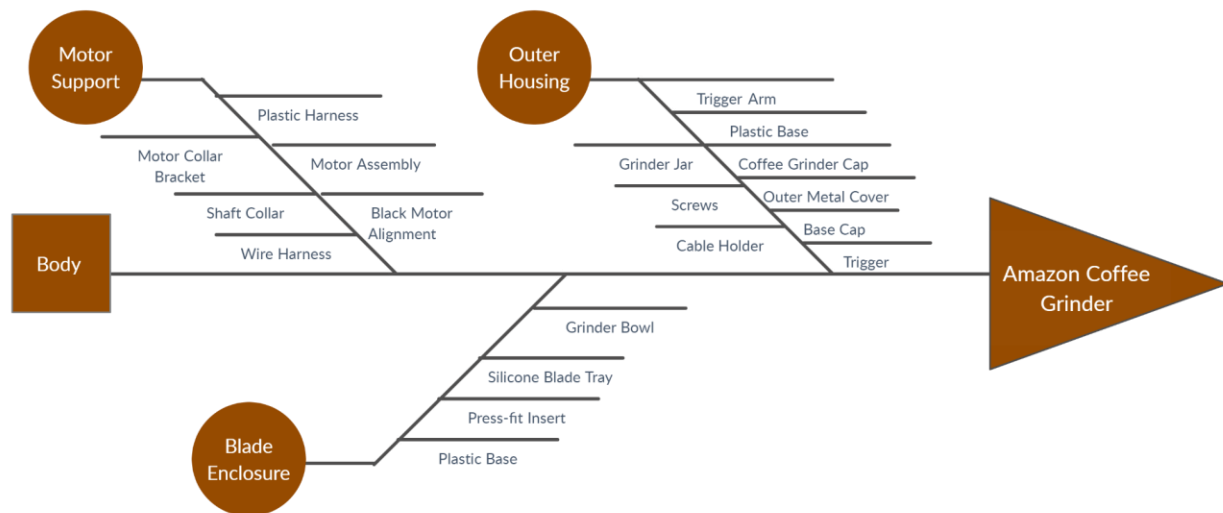 Motor
Support
Plastic Harness
Motor Collar
Bracket
Motor Assembly
Shaft Collar
Black Motor
Alignment
Wire Harness
Outer
Housing
Trigger Arm
Plastic Base
Grinder Jar
Coffee Grinder Cap
Screws
Outer Metal Cover
Cable Holder
Base Cap
Trigger
Body
Amazon Coffee
Grinder
Grinder Bowl
Silicone Blade Tray
Press-fit Insert
Plastic Base
Blade
Enclosure